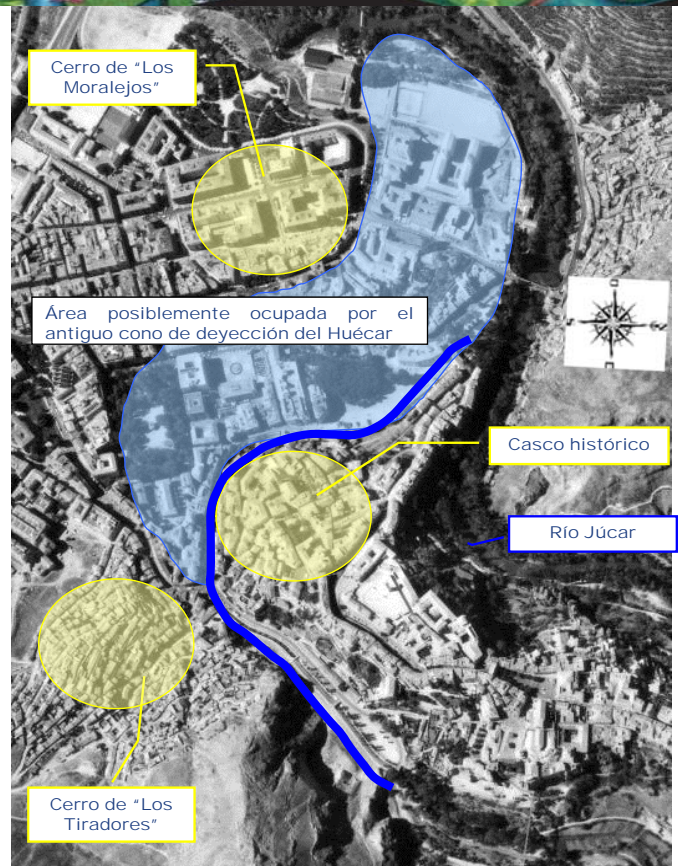 Cerro de “Los
Moralejos”
Área posiblemente ocupada por el
antiguo cono de deyección del Huécar
Casco histórico
Río Júcar
Cerro de “Los
Tiradores”